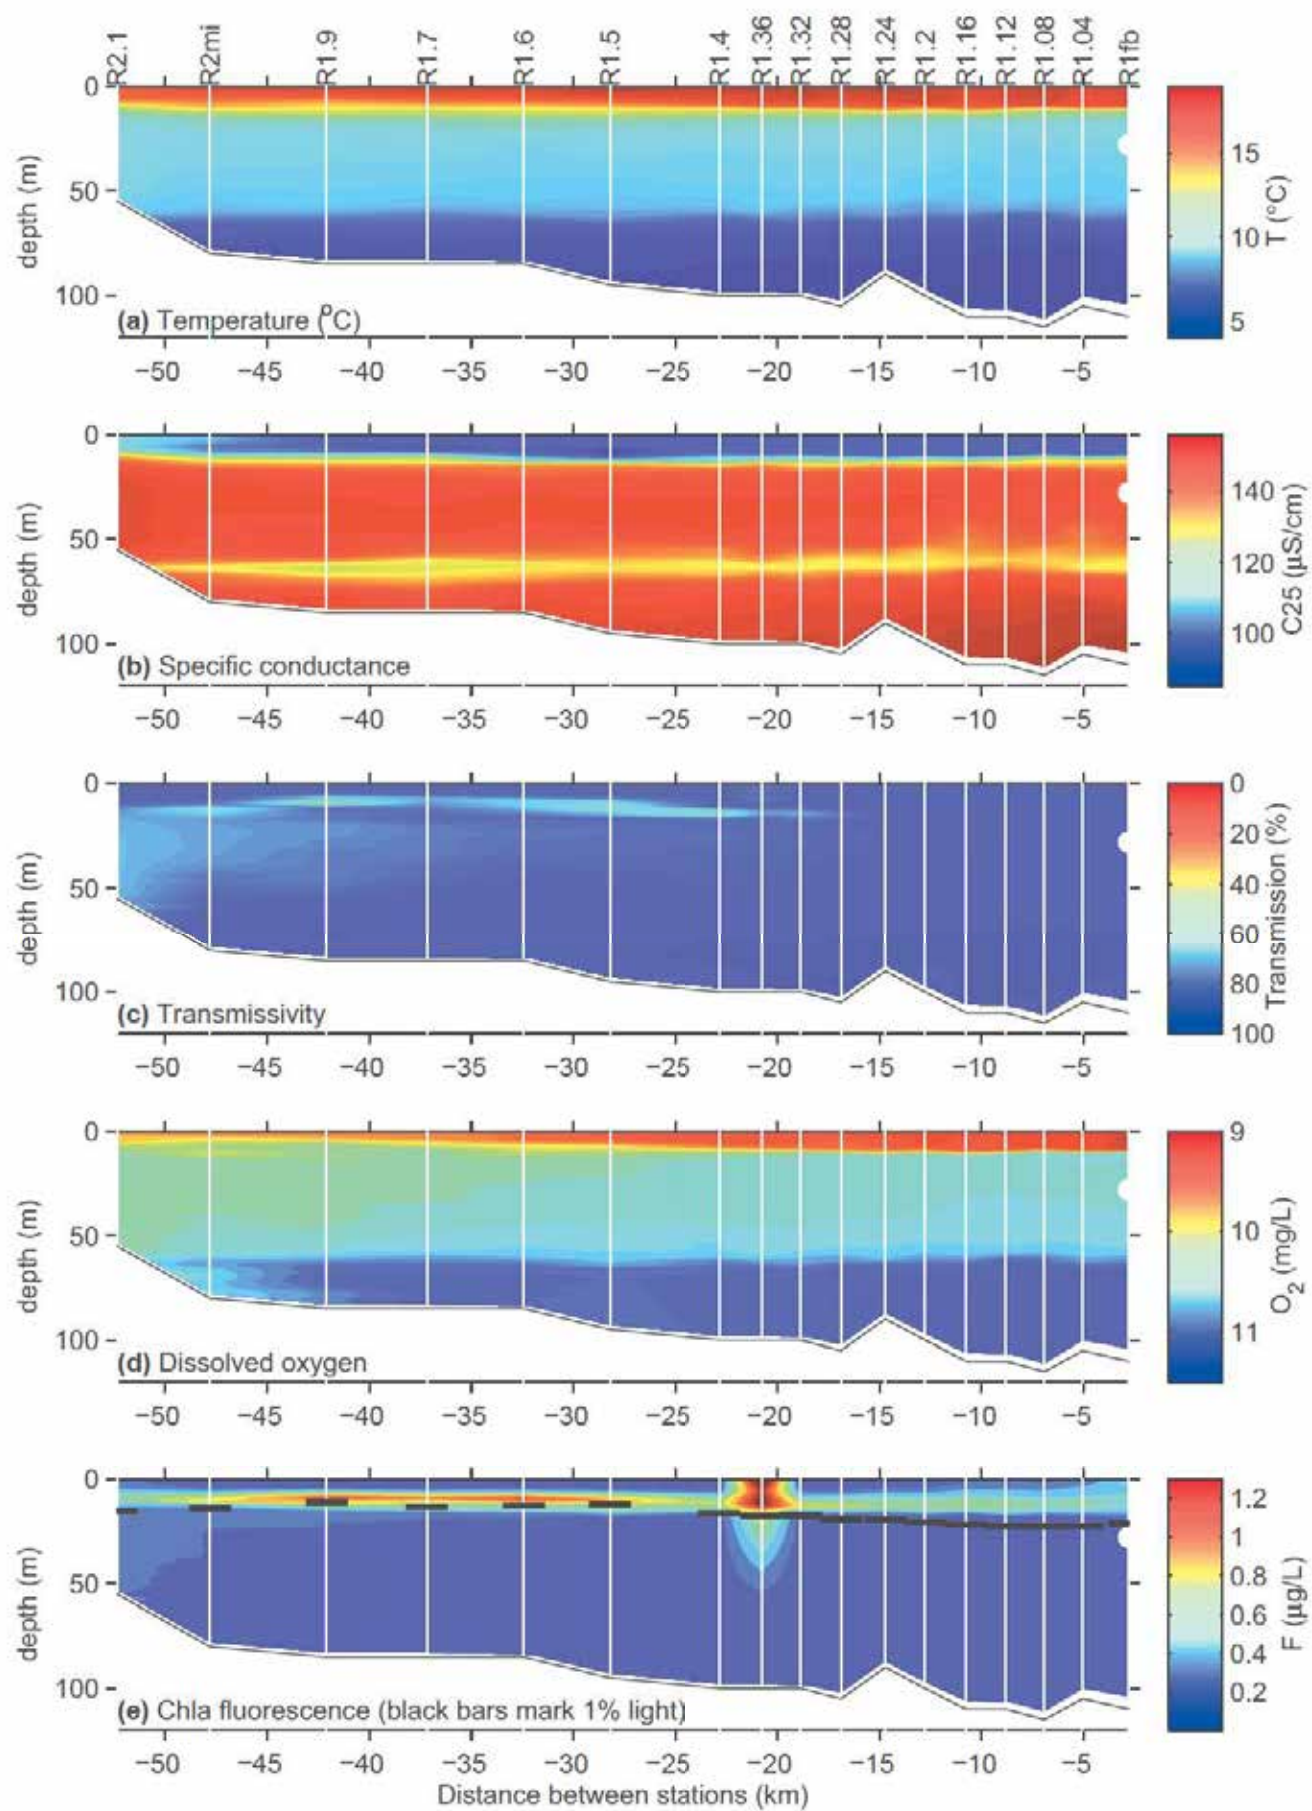 R2.1 R2mi R1.9 R1.7 R1.6 R1.5 R1.4 R1.36 R1.32 R1.28 R1.24 R1.2 R1.16 R1.12 R1.08 R1.04 R1fb
0
50
100
depth (m)
(a) Temperature (°C)
−50 −45 −40 −35 −30 −25 −20 −15 −10 −5
15
10
5
T (°C)
0
50
100
depth (m)
(b) Specific conductance
−50 −45 −40 −35 −30 −25 −20 −15 −10 −5
140
120
100
C25 (µS/cm)
0
50
100
depth (m)
(c) Transmissivity
−50 −45 −40 −35 −30 −25 −20 −15 −10 −5
0
20
40
60
80
100
Transmission (%)
0
50
100
depth (m)
(d) Dissolved oxygen
−50 −45 −40 −35 −30 −25 −20 −15 −10 −5
9
10
11
O2 (mg/L)
0
50
100
depth (m)
(e) Chla fluorescence (black bars mark 1% light)
−50 −45 −40 −35 −30 −25 −20 −15 −10 −5
Distance between stations (km)
1.2
1
0.8
0.6
0.4
0.2
F (µg/L)